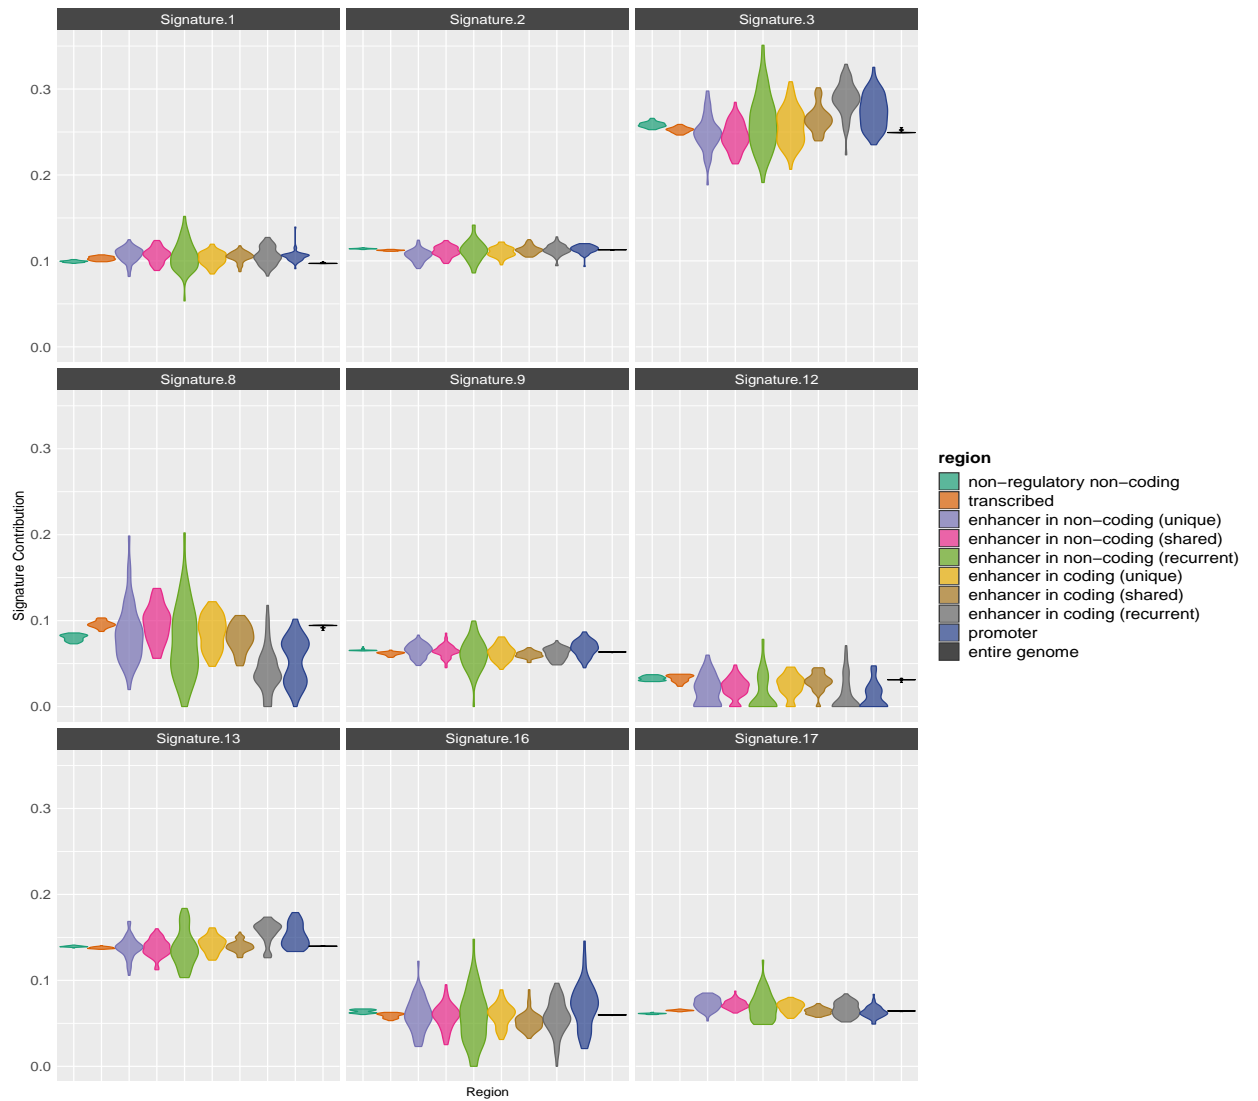 Signature.1
Signature.2
Signature.3
0.3
0.2
0.1
0.0
Signature.8
Signature.9
Signature.12
0.3
0.2
0.1
0.0
Signature.13
Signature.16
Signature.17
0.3
0.2
0.1
0.0
Signature Contribution
Region
region
non−regulatory non−coding
transcribed
enhancer in non−coding (unique)
enhancer in non−coding (shared)
enhancer in non−coding (recurrent)
enhancer in coding (unique)
enhancer in coding (shared)
enhancer in coding (recurrent)
promoter
entire genome